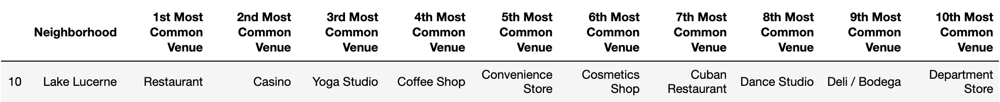 Neighborhood
1st Most
Common
Venue
2nd Most
Common
Venue
3rd Most
Common
Venue
4th Most
Common
Venue
5th Most
Common
Venue
6th Most
Common
Venue
7th Most
Common
Venue
8th Most
Common
Venue
9th Most
Common
Venue
10th Most
Common
Venue
10
Lake Lucerne
Restaurant
Casino
Yoga Studio
Coffee Shop
Convenience
Store
Cosmetics
Shop
Cuban
Restaurant
Dance Studio
Deli / Bodega
Department
Store